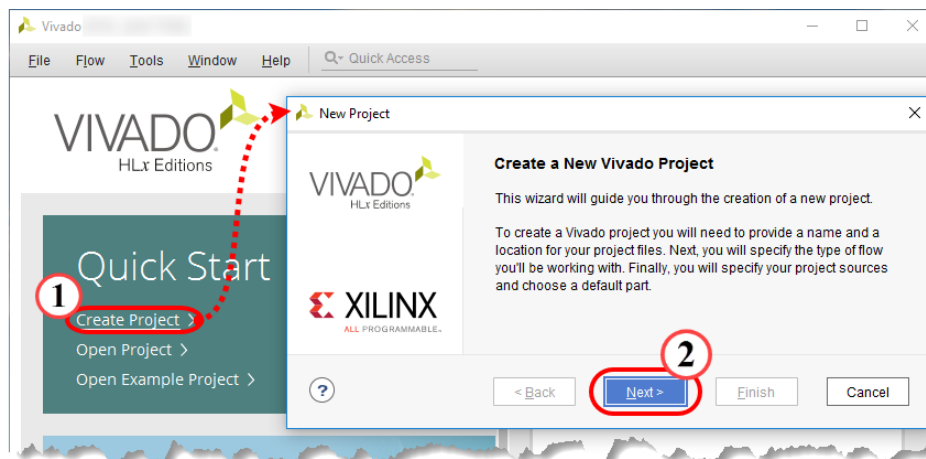 Vivado
File Flow Tools Window Help Quick Access
VIVADO
HLx Editions
Quick Start
1
Create Project >
Open Project >
Open Example Project >
New Project
VIVADO
HLx Editions
XILINX
ALL PROGRAMMABLE
Create a New Vivado Project
This wizard will guide you through the creation of a new project.
To create a Vivado project you will need to provide a name and a
location for your project files. Next, you will specify the type of flow
you'll be working with. Finally, you will specify your project sources
and choose a default part.
2
?
< Back Next > Finish Cancel